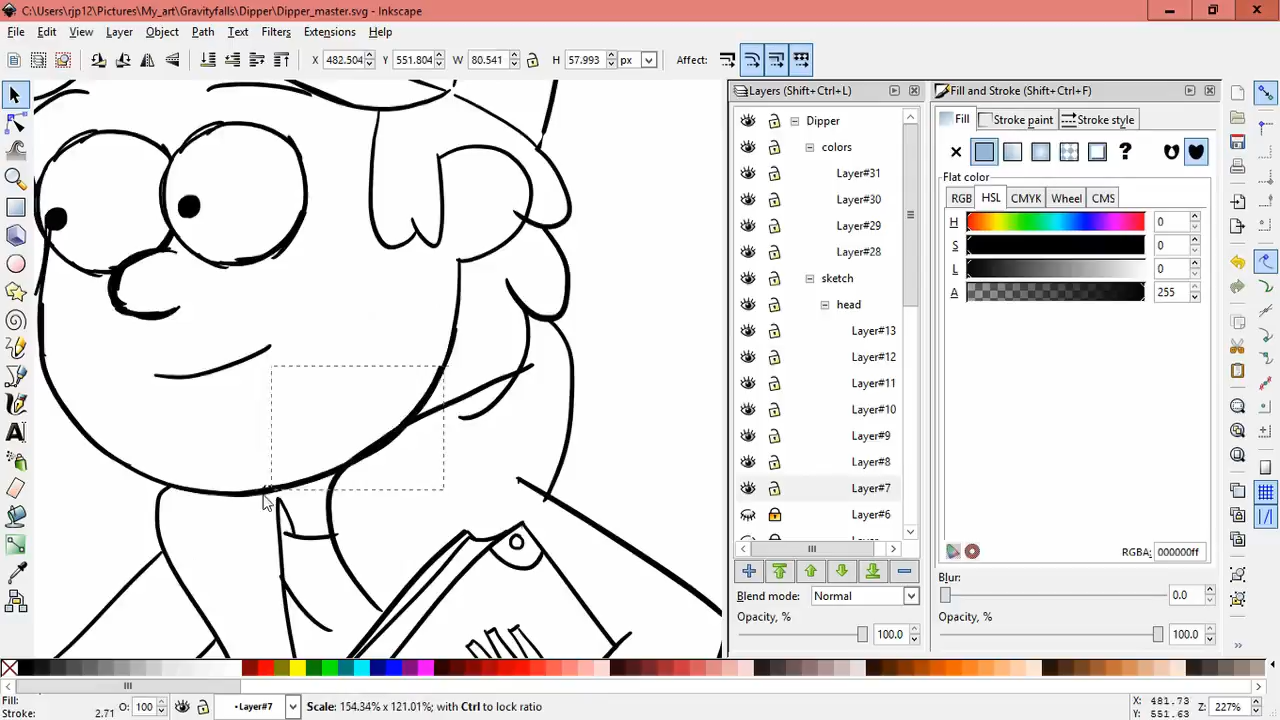 C:\Users\rjp12\Pictures\My_art\Gravityfalls\Dipper\Dipper_master.svg - Inkscape
File Edit View Layer Object Path Text Filters Extensions Help
X 482.504 Y 551.804 W 80.541 H 57.993 px Affect:
Layers (Shift+Ctrl+L)
Dipper
colors
Layer#31
Layer#30
Layer#29
Layer#28
sketch
head
Layer#13
Layer#12
Layer#11
Layer#10
Layer#9
Layer#8
Layer#7
Layer#6
Blend mode: Normal
Opacity, %
100.0
Fill and Stroke (Shift+Ctrl+F)
Fill Stroke paint Stroke style
?
Flat color
RGB HSL CMYK Wheel CMS
H 0
S 0
L 0
A 255
RGBA: 000000ff
Blur:
0.0
Opacity, %
100.0
Fill:
Stroke: 2.71 O: 100 •Layer#7 Scale: 154.34% x 121.01%; with Ctrl to lock ratio
X: 481.73
Y: 551.63
Z: 227%